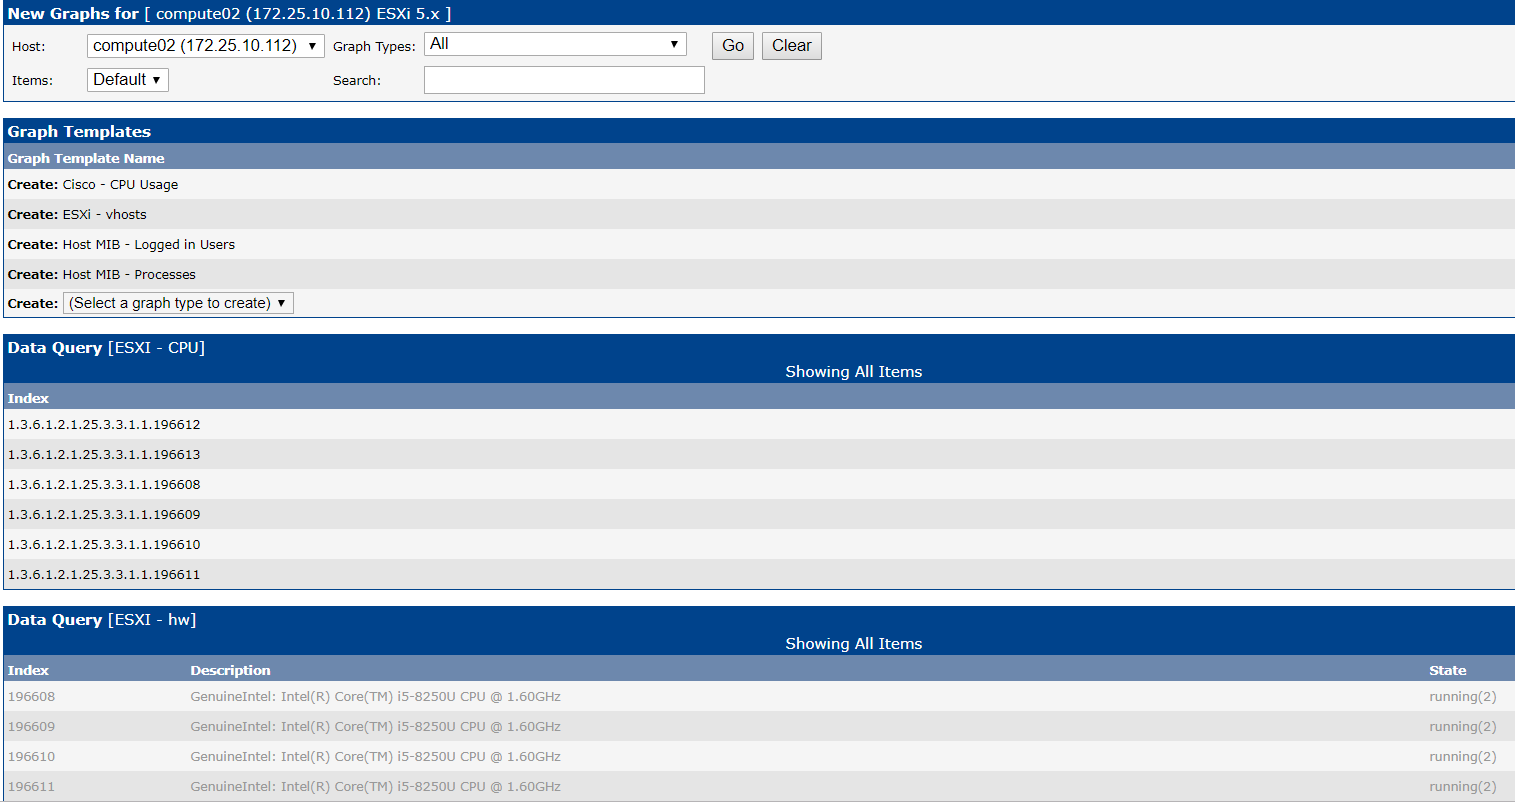 New Graphs for [ compute02 (172.25.10.112) ESXi 5.x ]
Host: compute02 (172.25.10.112) Graph Types: All Go Clear
Items: Default Search:
Graph Templates
Graph Template Name
Create: Cisco - CPU Usage
Create: ESXi - vhosts
Create: Host MIB - Logged in Users
Create: Host MIB - Processes
Create: (Select a graph type to create)
Data Query [ESXI - CPU]
Showing All Items
Index
1.3.6.1.2.1.25.3.3.1.1.196612
1.3.6.1.2.1.25.3.3.1.1.196613
1.3.6.1.2.1.25.3.3.1.1.196608
1.3.6.1.2.1.25.3.3.1.1.196609
1.3.6.1.2.1.25.3.3.1.1.196610
1.3.6.1.2.1.25.3.3.1.1.196611
Data Query [ESXI - hw]
Showing All Items
Index Description State
196608 GenuineIntel: Intel(R) Core(TM) i5-8250U CPU @ 1.60GHz running(2)
196609 GenuineIntel: Intel(R) Core(TM) i5-8250U CPU @ 1.60GHz running(2)
196610 GenuineIntel: Intel(R) Core(TM) i5-8250U CPU @ 1.60GHz running(2)
196611 GenuineIntel: Intel(R) Core(TM) i5-8250U CPU @ 1.60GHz running(2)